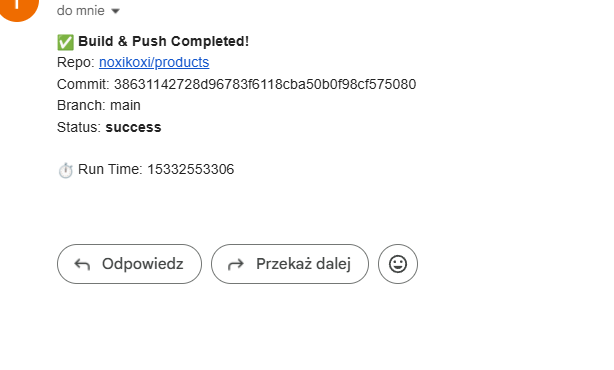 do mnie
✅ Build & Push Completed!
Repo: noxikoxi/products
Commit: 38631142728d96783f6118cba50b0f98cf575080
Branch: main
Status: success
⏱️ Run Time: 15332553306
Odpowiedz
Przekaż dalej